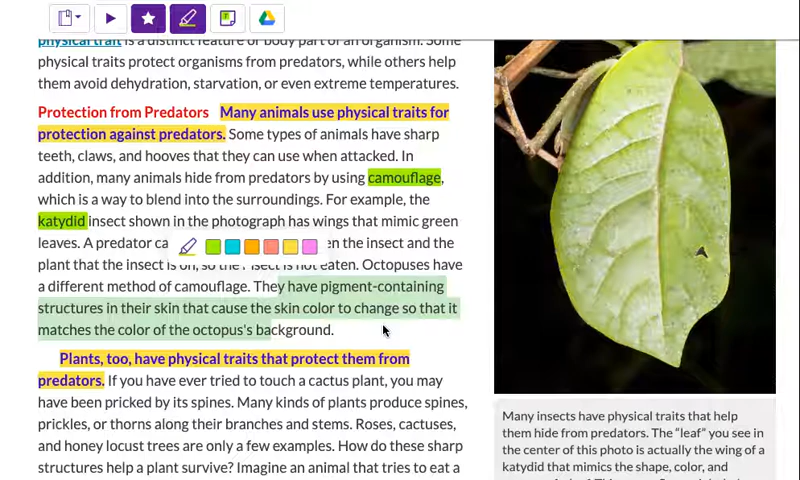 physical trait is a distinct feature or body part of an organism. Some
physical traits protect organisms from predators, while others help
them avoid dehydration, starvation, or even extreme temperatures.
Protection from Predators Many animals use physical traits for
protection against predators. Some types of animals have sharp
teeth, claws, and hooves that they can use when attacked. In
addition, many animals hide from predators by using camouflage,
which is a way to blend into the surroundings. For example, the
katydid insect shown in the photograph has wings that mimic green
leaves. A predator ca en the insect and the
plant that the insect is on, so the insect is not eaten. Octopuses have
a different method of camouflage. They have pigment-containing
structures in their skin that cause the skin color to change so that it
matches the color of the octopus's background.
Plants, too, have physical traits that protect them from
predators. If you have ever tried to touch a cactus plant, you may
have been pricked by its spines. Many kinds of plants produce spines,
prickles, or thorns along their branches and stems. Roses, cactuses,
and honey locust trees are only a few examples. How do these sharp
structures help a plant survive? Imagine an animal that tries to eat a
Many insects have physical traits that help
them hide from predators. The “leaf” you see in
the center of this photo is actually the wing of a
katydid that mimics the shape, color, and